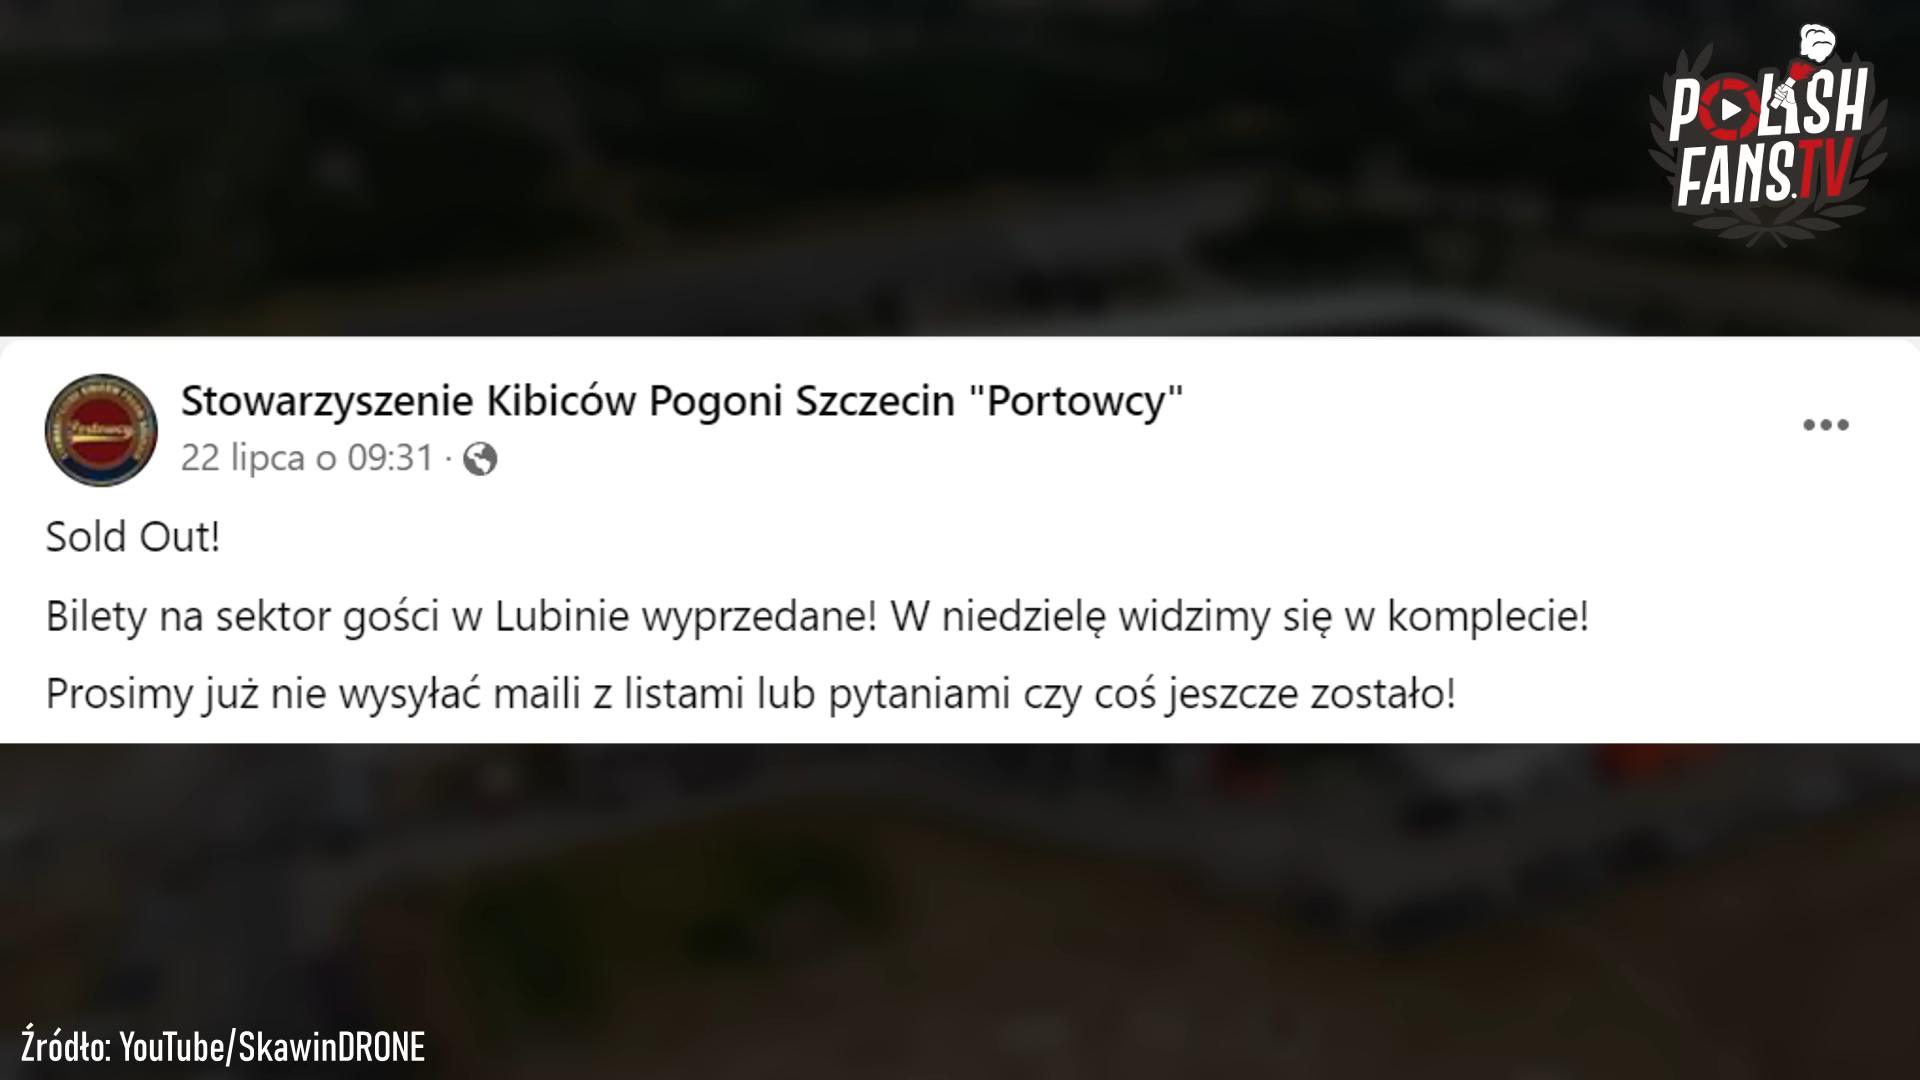 POLISH
FANS.TV
Stowarzyszenie Kibiców Pogoni Szczecin "Portowcy"
22 lipca o 09:31 ·
Sold Out!
Bilety na sektor gości w Lubinie wyprzedane! W niedzielę widzimy się w komplecie!
Prosimy już nie wysyłać maili z listami lub pytaniami czy coś jeszcze zostało!
Źródło: YouTube/SkawinDRONE